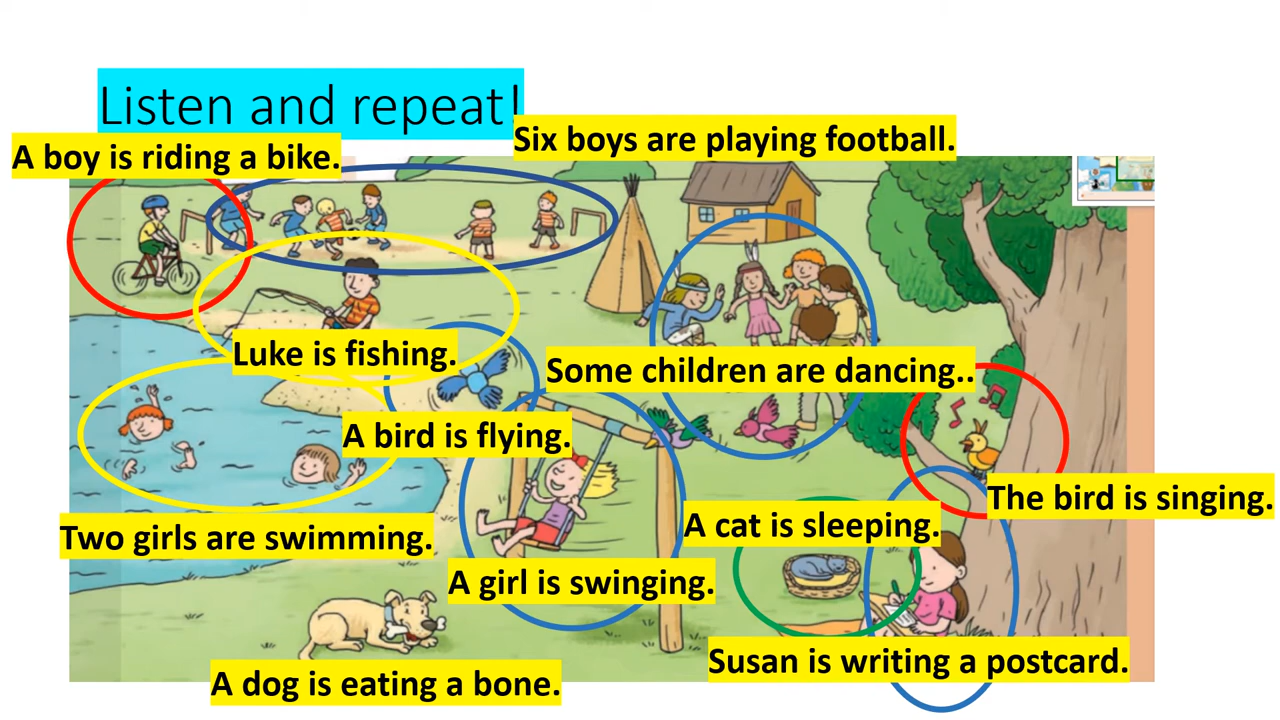 Listen and repeat!
Six boys are playing football.
A boy is riding a bike.
Luke is fishing.
Some children are dancing..
A bird is flying.
The bird is singing.
A cat is sleeping.
Two girls are swimming.
A girl is swinging.
Susan is writing a postcard.
A dog is eating a bone.